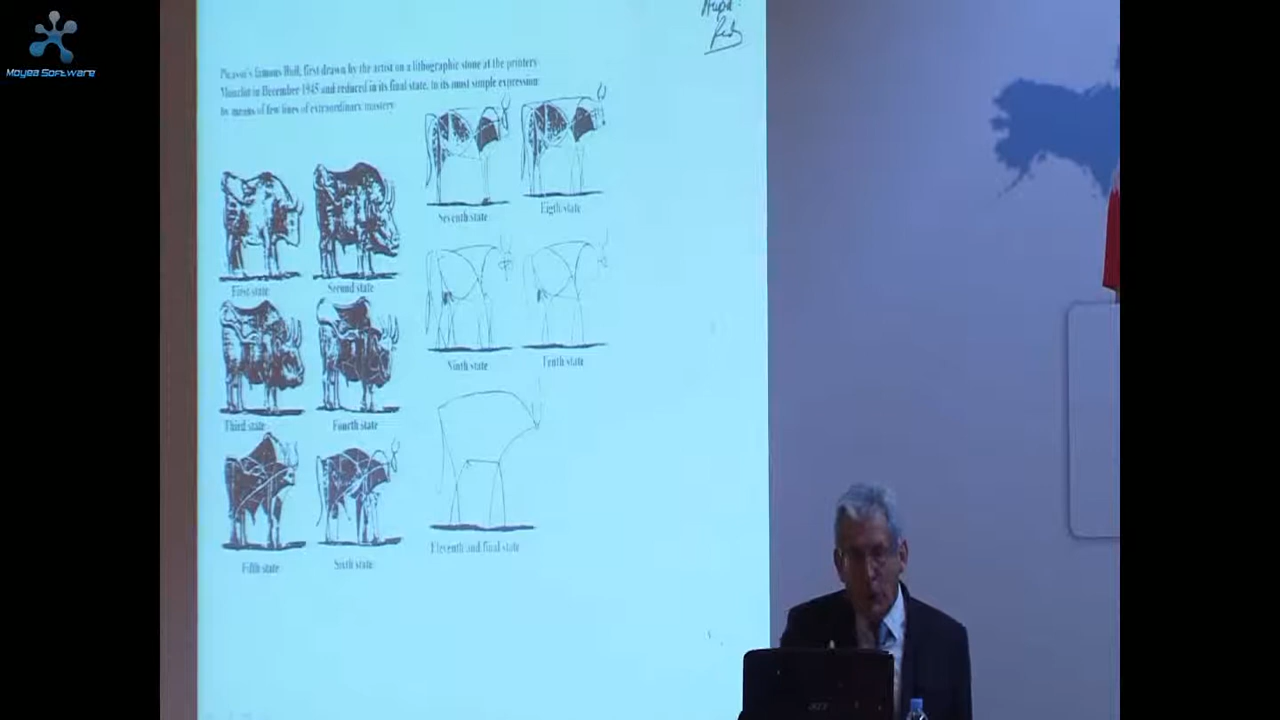 Moyea Software
Picasso's famous Bull, first drawn by the artist on a lithographic stone at the printers
Mourlot in December 1945 and reduced in its final state, to its most simple expression
by means of few lines of extraordinary mastery
First state
Second state
Third state
Fourth state
Fifth state
Sixth state
Seventh state
Eigth state
Ninth state
Tenth state
Eleventh and final state
acer